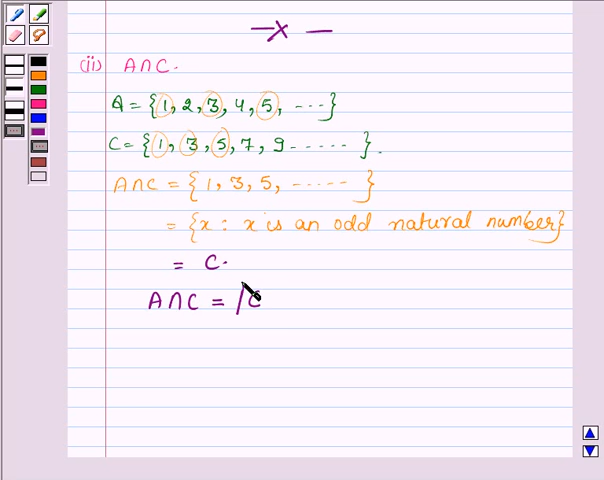 —x—
(ii) A∩C.
A = {1, 2, 3, 4, 5, ....}
C = {1, 3, 5, 7, 9 ......}.
A∩C = {1, 3, 5, ......}
= {x : x is an odd natural number}
= C.
A∩C = /C